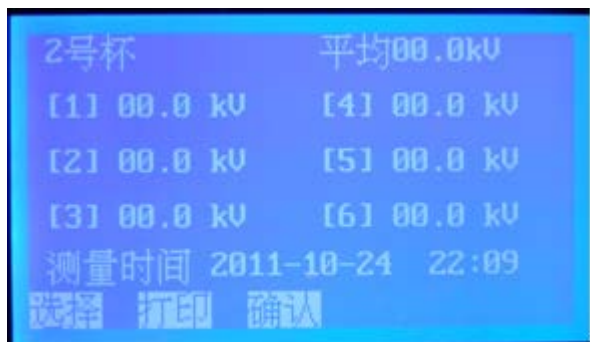 2号杯 平均00.0kV
[1] 00.0 kV [4] 00.0 kV
[2] 00.0 kV [5] 00.0 kV
[3] 00.0 kV [6] 00.0 kV
测量时间 2011-10-24 22:09
选择 打印 确认